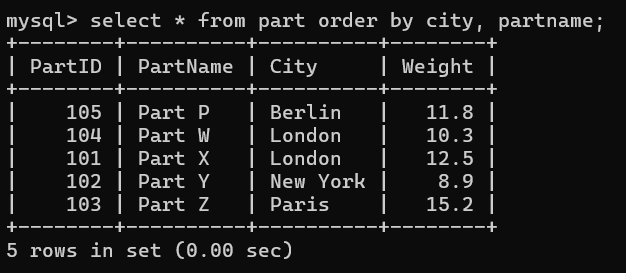 mysql> select * from part order by city, partname;
+--------+----------+----------+--------+
| PartID | PartName | City     | Weight |
+--------+----------+----------+--------+
|    105 | Part P   | Berlin   |   11.8 |
|    104 | Part W   | London   |   10.3 |
|    101 | Part X   | London   |   12.5 |
|    102 | Part Y   | New York |    8.9 |
|    103 | Part Z   | Paris    |   15.2 |
+--------+----------+----------+--------+
5 rows in set (0.00 sec)